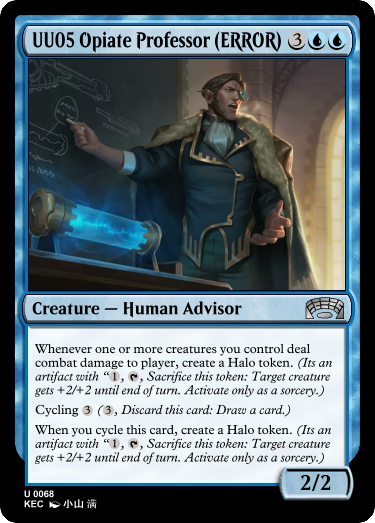 UU05 Opiate Professor (ERROR) 3UU
Creature — Human Advisor
Whenever one or more creatures you control deal
combat damage to player, create a Halo token. (Its an
artifact with “1, T, Sacrifice this token: Target creature
gets +2/+2 until end of turn. Activate only as a sorcery.)
Cycling 3 (3, Discard this card: Draw a card.)
When you cycle this card, create a Halo token. (Its an
artifact with “1, T, Sacrifice this token: Target creature
gets +2/+2 until end of turn. Activate only as a sorcery.)
2/2
U 0068
KEC 小山 满